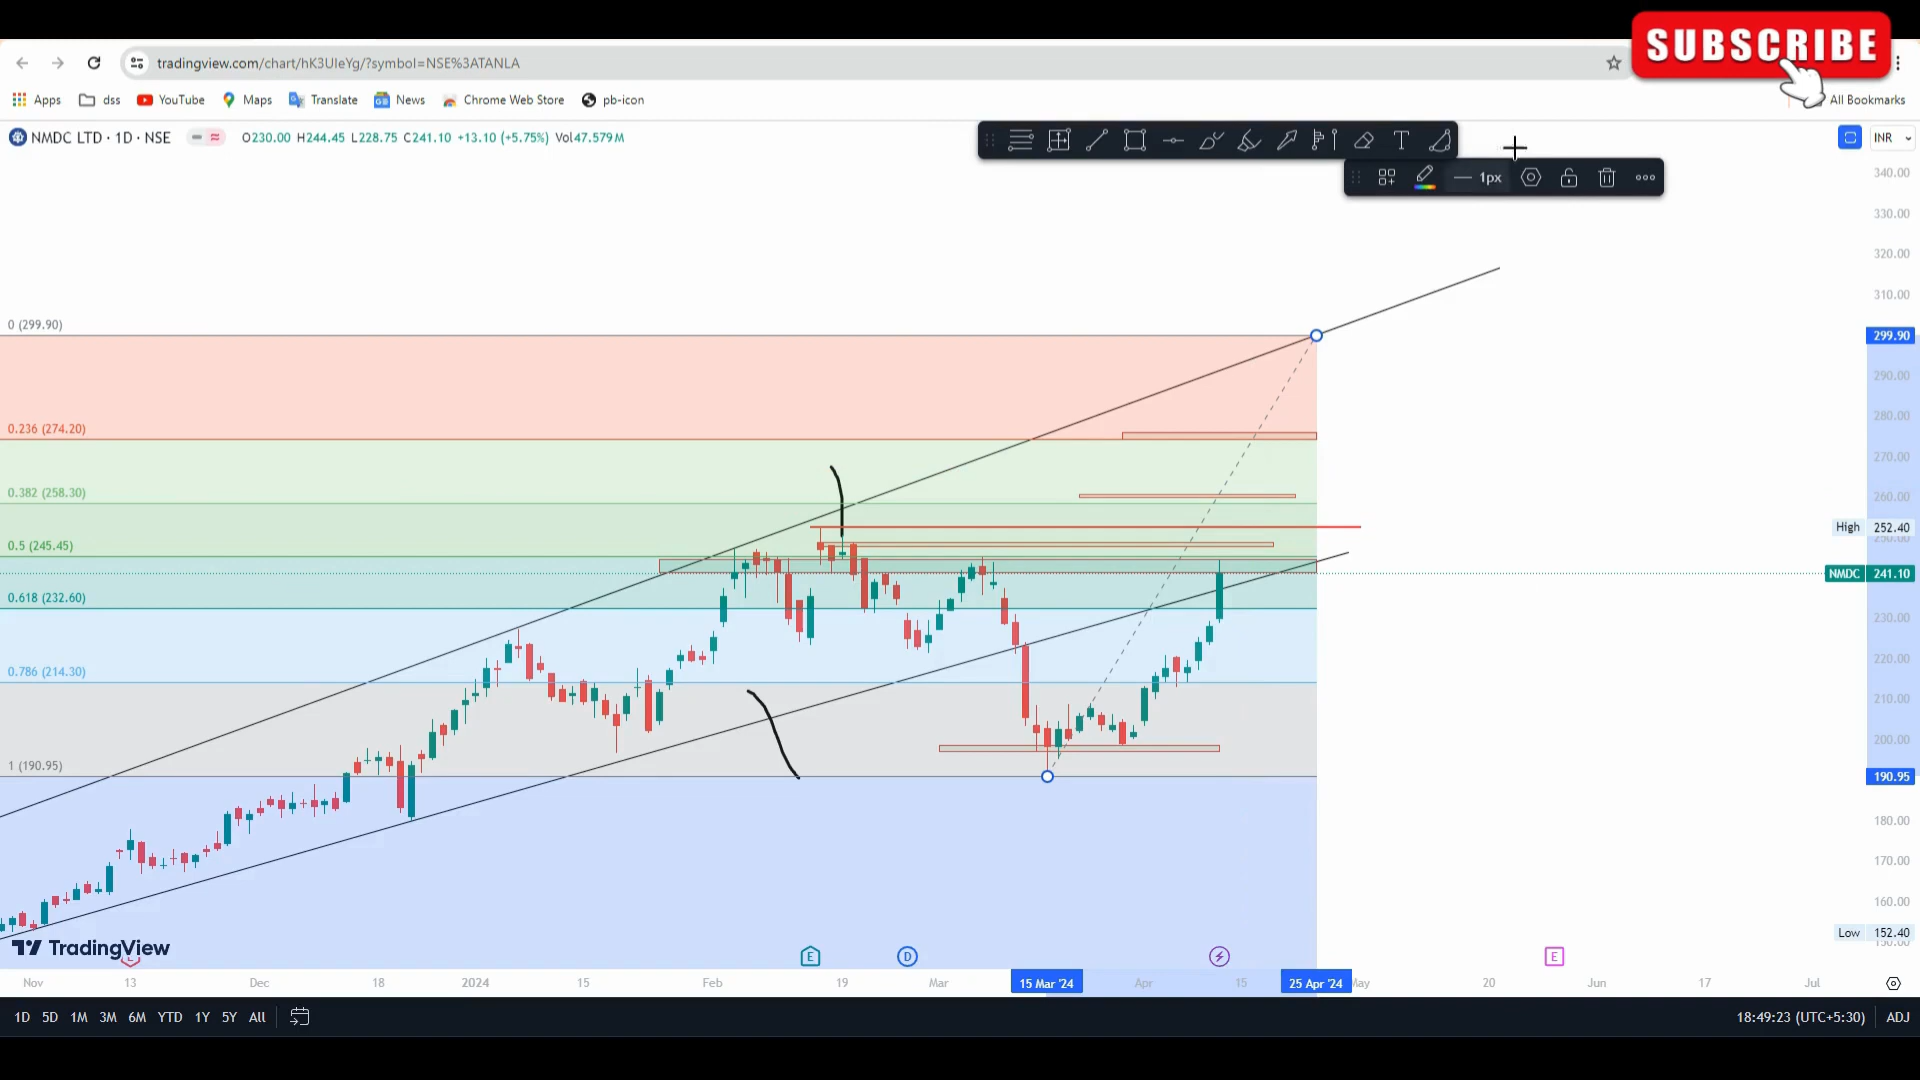 SUBSCRIBE
tradingview.com/chart/hK3UIeYg/?symbol=NSE%3ATANLA
Apps dss YouTube Maps Translate News Chrome Web Store pb-icon All Bookmarks
NMDC LTD · 1D · NSE O230.00 H244.45 L228.75 C241.10 +13.10 (+5.75%) Vol47.579M INR
1px
340.00
330.00
320.00
310.00
0 (299.90) 299.90
290.00
280.00
0.236 (274.20)
270.00
0.382 (258.30) 260.00
High 252.40
0.5 (245.45)
NMDC 241.10
0.618 (232.60)
230.00
220.00
0.786 (214.30)
210.00
200.00
1 (190.95) 190.95
180.00
170.00
160.00
Low 152.40
TradingView
E D E
Nov 13 Dec 18 2024 15 Feb 19 Mar 15 Mar '24 Apr 15 25 Apr '24 May 20 Jun 17 Jul
1D 5D 1M 3M 6M YTD 1Y 5Y All 18:49:23 (UTC+5:30) ADJ